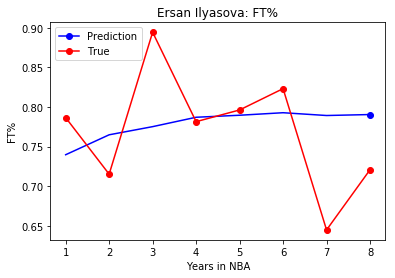 Ersan Ilyasova: FT%
Prediction
True
0.90
0.85
0.80
0.75
0.70
0.65
FT%
1 2 3 4 5 6 7 8
Years in NBA